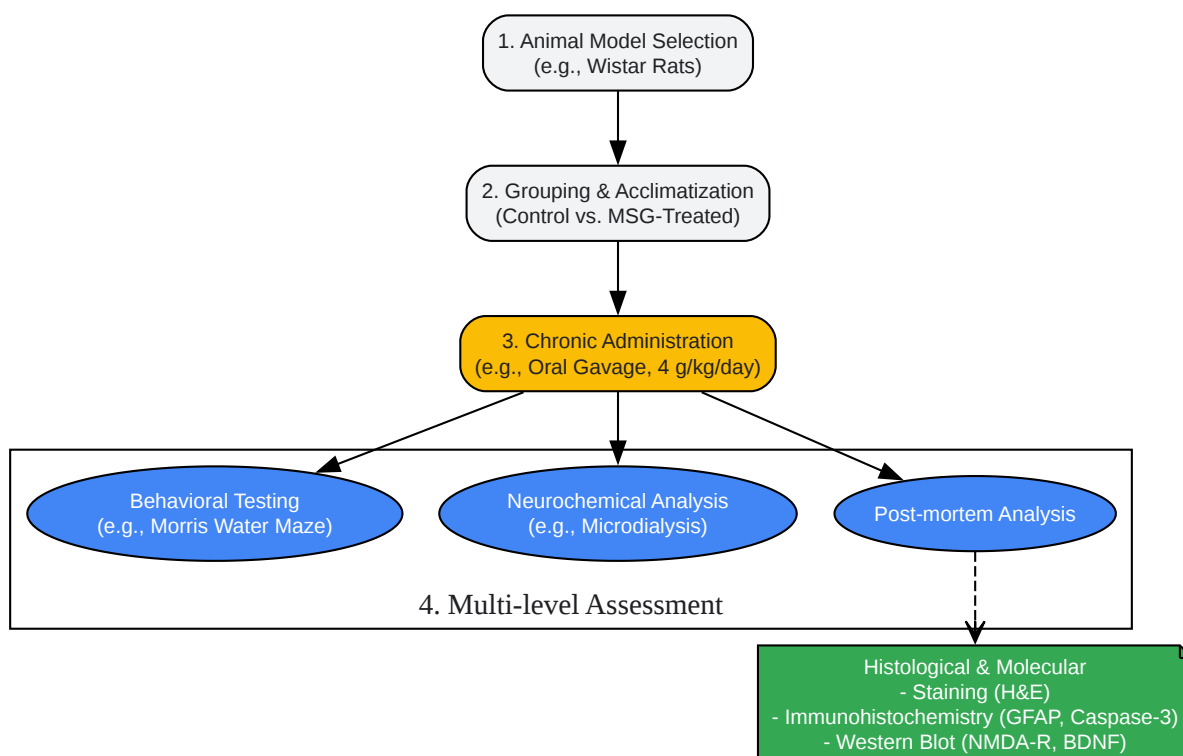 1. Animal Model Selection
(e.g., Wistar Rats)
2. Grouping & Acclimatization
(Control vs. MSG-Treated)
3. Chronic Administration
(e.g., Oral Gavage, 4 g/kg/day)
Behavioral Testing
(e.g., Morris Water Maze)
Neurochemical Analysis
(e.g., Microdialysis)
Post-mortem Analysis
4. Multi-level Assessment
Histological & Molecular
- Staining (H&E)
- Immunohistochemistry (GFAP, Caspase-3)
- Western Blot (NMDA-R, BDNF)